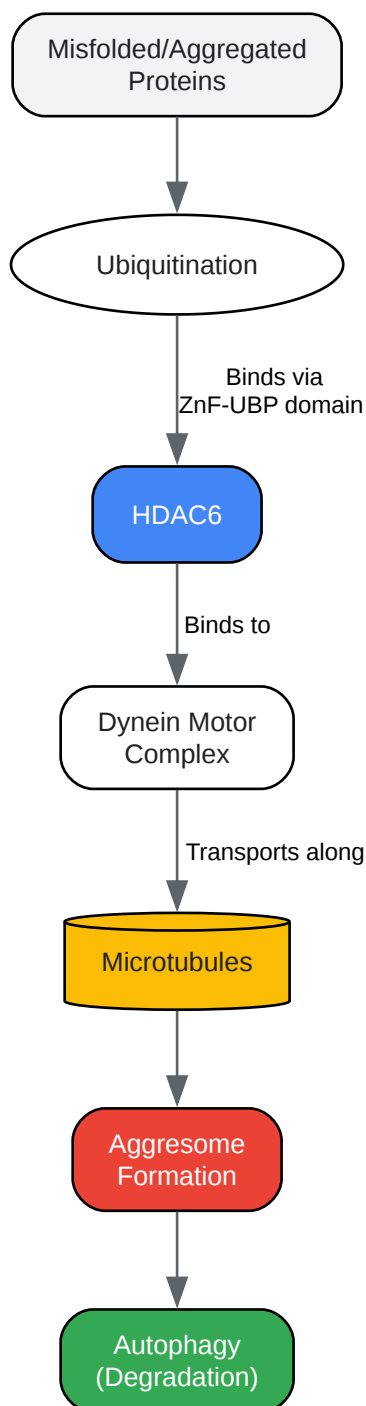 Misfolded/Aggregated
Proteins
Ubiquitination
Binds via
ZnF-UBP domain
HDAC6
Binds to
Dynein Motor
Complex
Transports along
Microtubules
Aggresome
Formation
Autophagy
(Degradation)